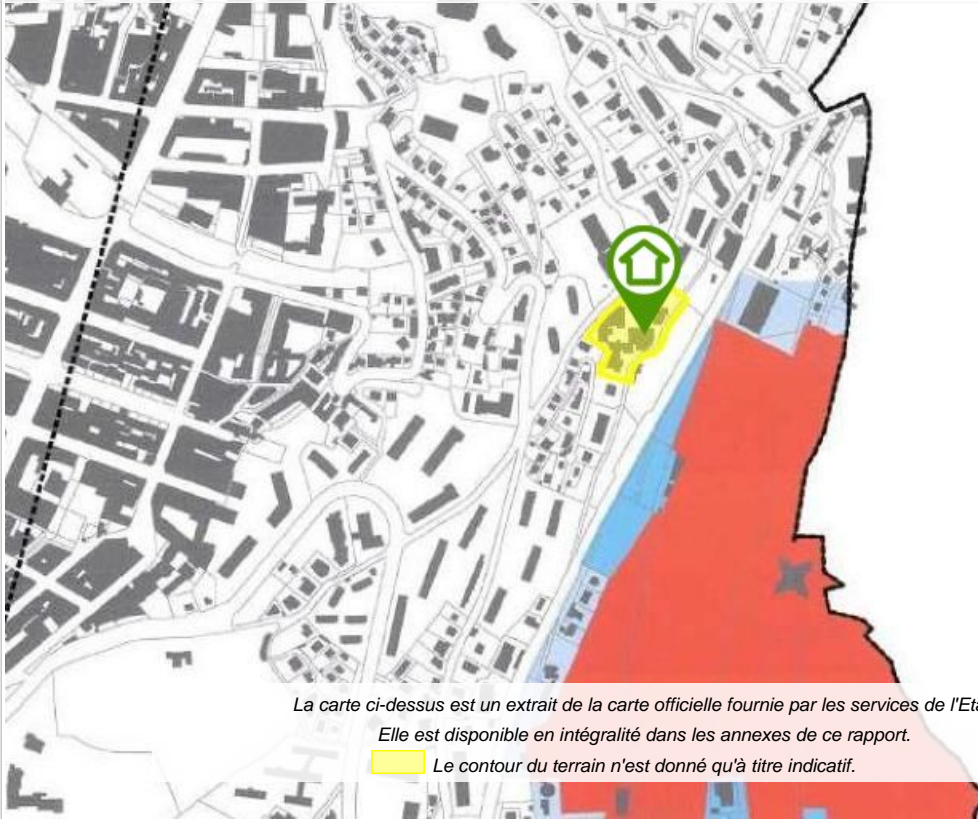 La carte ci-dessus est un extrait de la carte officielle fournie par les services de l'Eta
Elle est disponible en intégralité dans les annexes de ce rapport.
Le contour du terrain n'est donné qu'à titre indicatif.